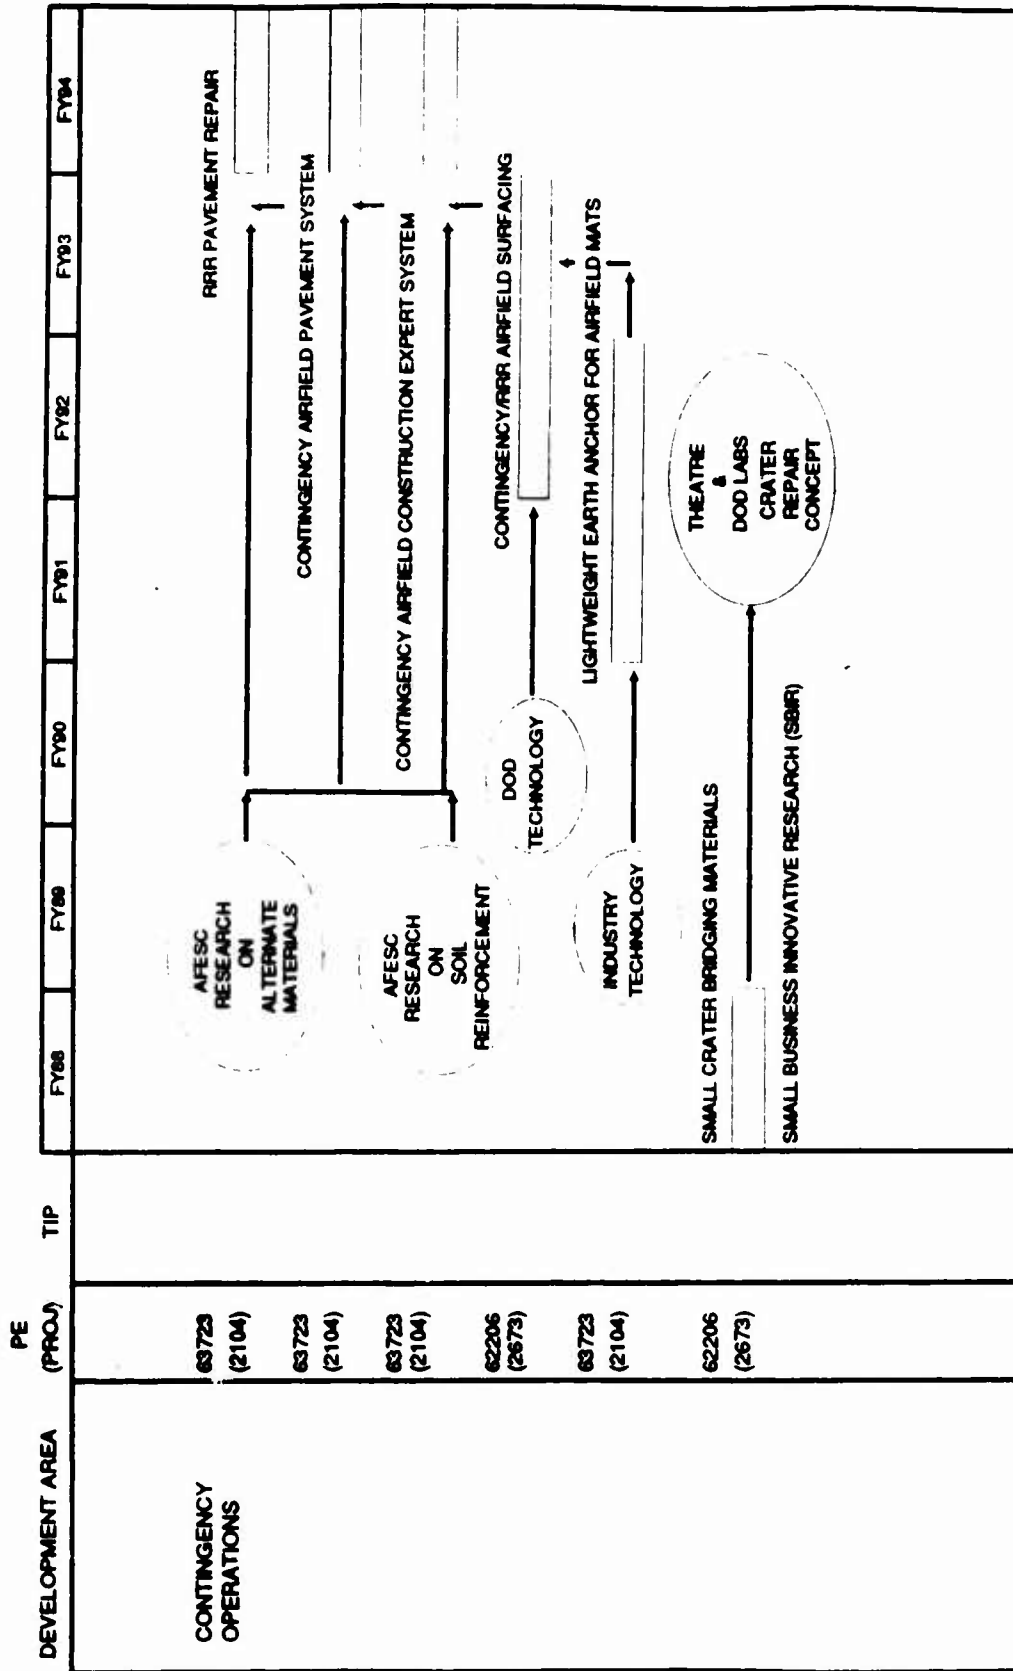 DEVELOPMENT AREA
PE
(PROJ)
TIP
FY88
FY89
FY90
FY91
FY92
FY93
FY94
CONTINGENCY
OPERATIONS
63723
(2104)
AFESC
RESEARCH
ON
ALTERNATE
MATERIALS
RRR PAVEMENT REPAIR
63723
(2104)
CONTINGENCY AIRFIELD PAVEMENT SYSTEM
63723
(2104)
AFESC
RESEARCH
ON
SOIL
REINFORCEMENT
CONTINGENCY AIRFIELD CONSTRUCTION EXPERT SYSTEM
62206
(2673)
DOD
TECHNOLOGY
CONTINGENCY/RRR AIRFIELD SURFACING
63723
(2104)
INDUSTRY
TECHNOLOGY
LIGHTWEIGHT EARTH ANCHOR FOR AIRFIELD MATS
62206
(2673)
SMALL CRATER BRIDGING MATERIALS
SMALL BUSINESS INNOVATIVE RESEARCH (SBIR)
THEATRE
&
DOD LABS
CRATER
REPAIR
CONCEPT